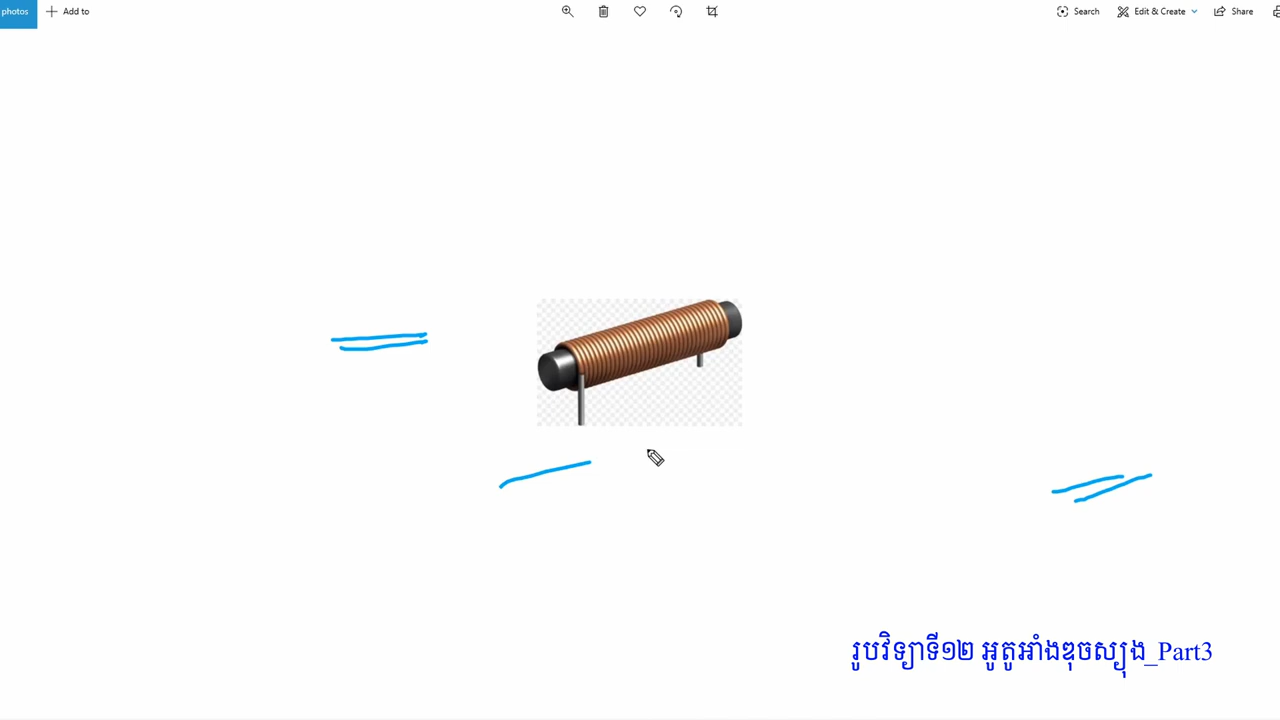 photos
Add to
Search
Edit & Create
Share
រូបវិទ្យាទី១២ អូតូអាំងឌុចស្យុង_Part3